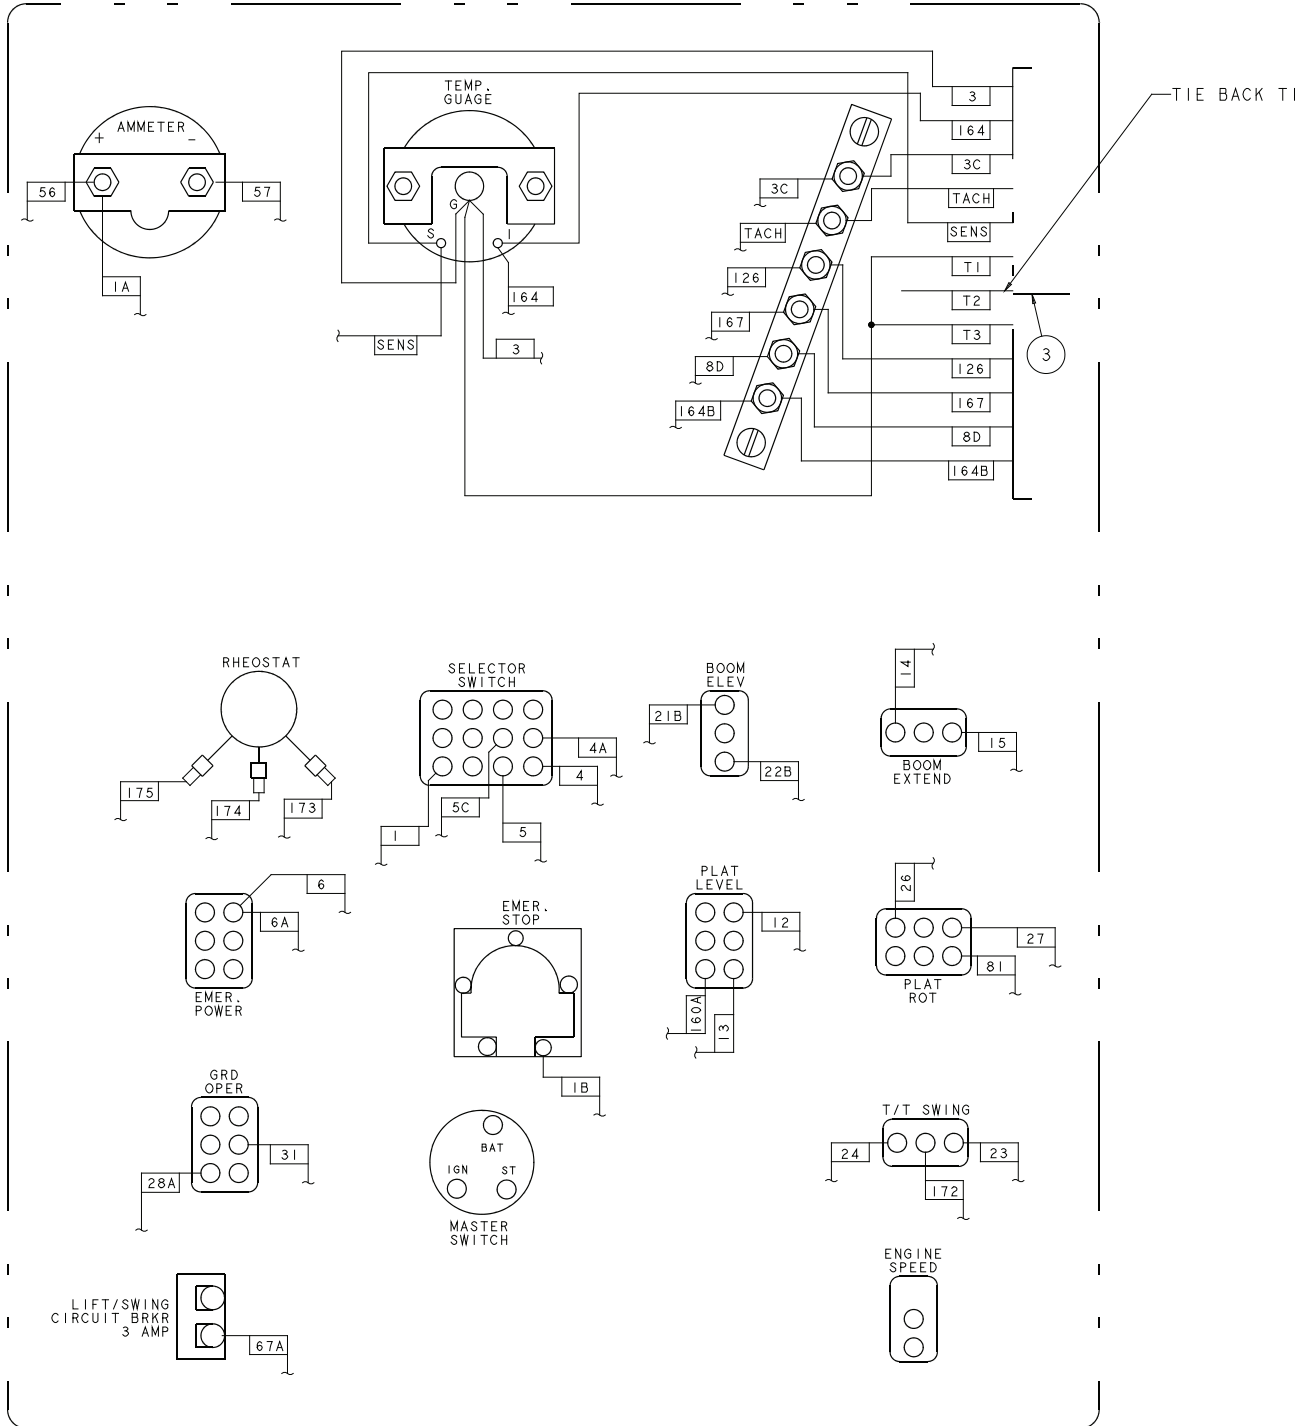 TEMP.
GUAGE
AMMETER
+
-
56
57
1A
G
S
I
164
SENS
3
3
164
3C
TACH
SENS
T1
T2
T3
126
167
8D
164B
3C
TACH
126
167
8D
164B
TIE BACK T1
3
RHEOSTAT
175
174
173
SELECTOR
SWITCH
4A
4
5C
5
1
BOOM
ELEV
21B
22B
14
15
BOOM
EXTEND
6
6A
EMER.
POWER
EMER.
STOP
1B
PLAT
LEVEL
12
160A
13
26
27
81
PLAT
ROT
GRD
OPER
31
28A
BAT
IGN
ST
MASTER
SWITCH
T/T SWING
24
23
172
LIFT/SWING
CIRCUIT BRKR
3 AMP
67A
ENGINE
SPEED